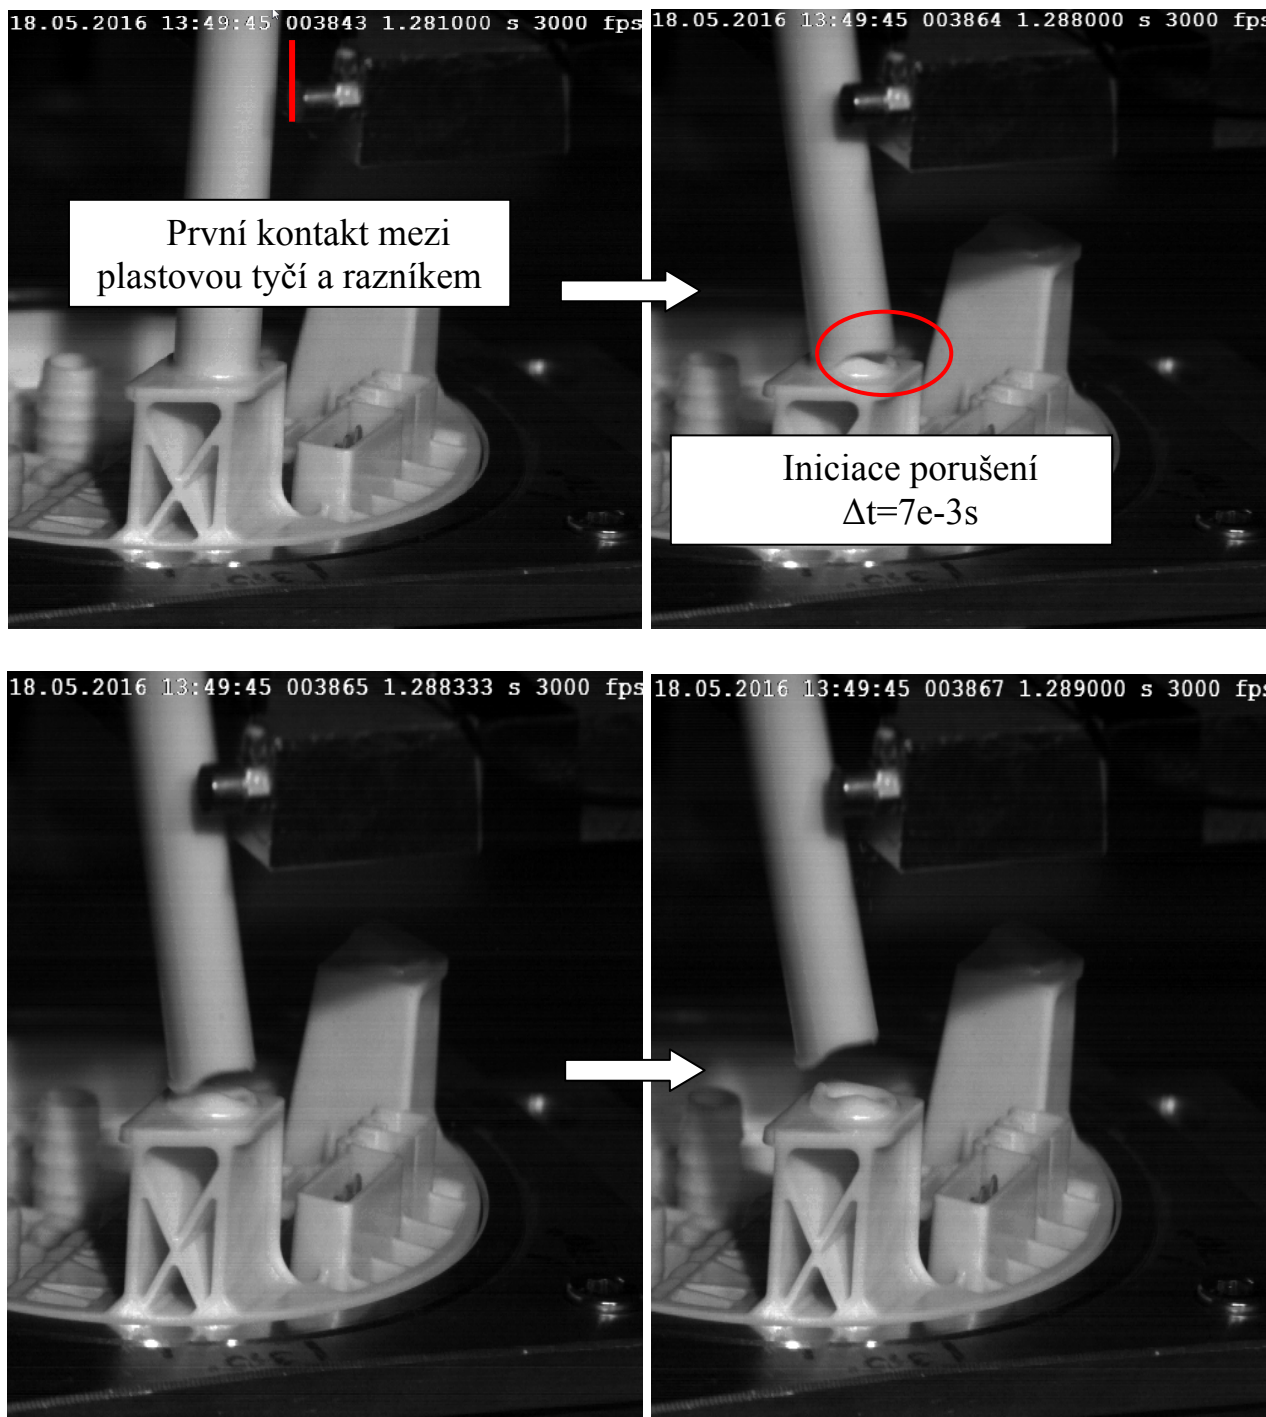 18.05.2016 13:49:45 003843 1.281000 s 3000 fps
18.05.2016 13:49:45 003864 1.288000 s 3000 fps
První kontakt mezi
plastovou tyčí a razníkem
Iniciace porušení
Δt=7e-3s
18.05.2016 13:49:45 003865 1.288333 s 3000 fps
18.05.2016 13:49:45 003867 1.289000 s 3000 fps